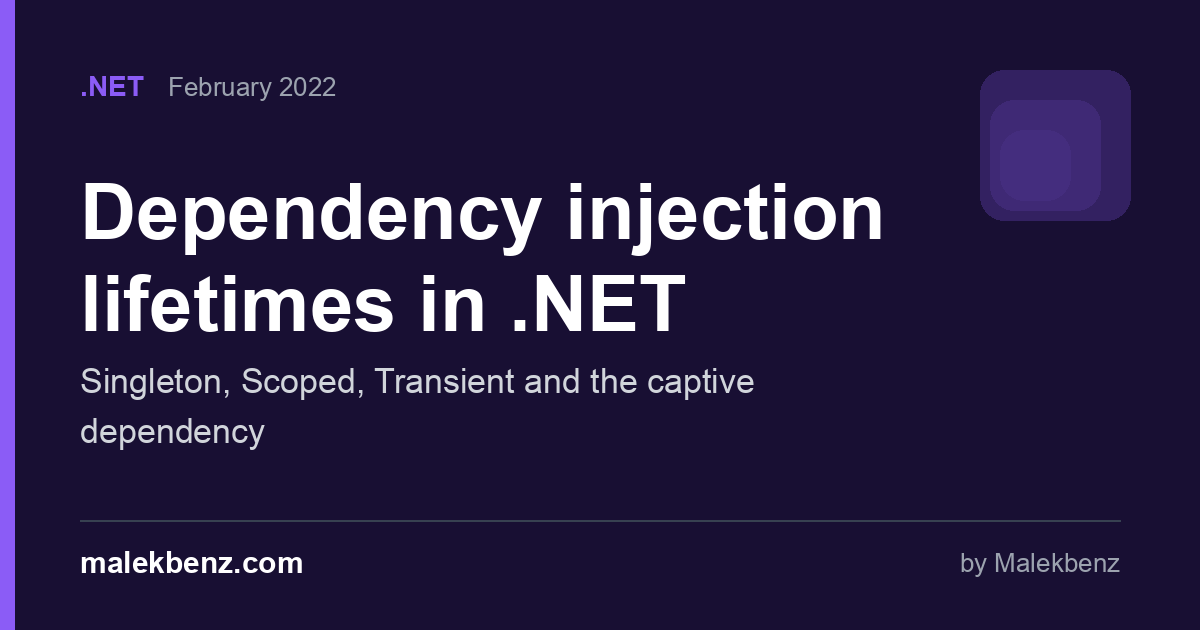 .NET February 2022
Dependency injection
lifetimes in .NET
Singleton, Scoped, Transient and the captive
dependency
malekbenz.com
by Malekbenz